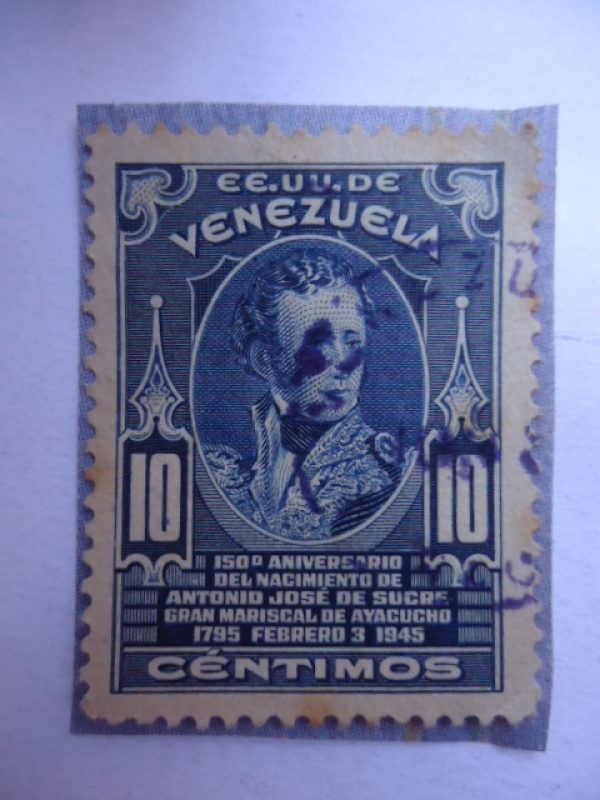 EE.UU.DE
VENEZUELA
10 10
150º ANIVERSARIO
DEL NACIMIENTO DE
ANTONIO JOSÉ DE SUCRE
GRAN MARISCAL DE AYACUCHO
1795 FEBRERO 3 1945
CÉNTIMOS